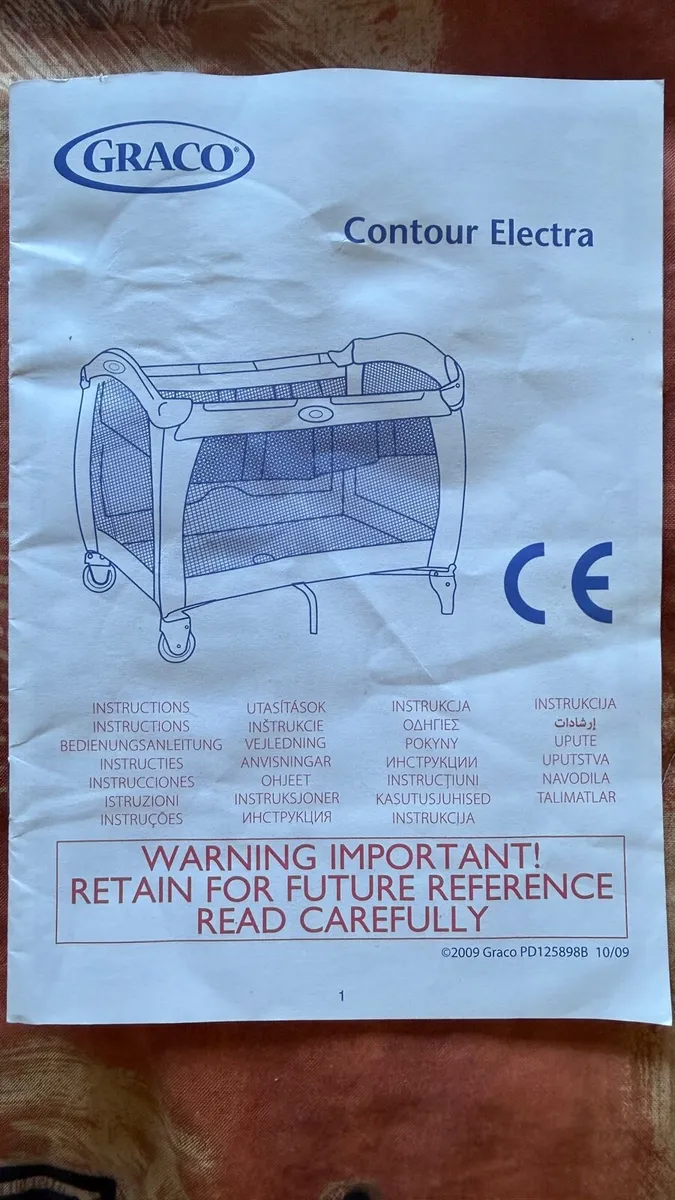 GRACO®
Contour Electra
CE
INSTRUCTIONS
INSTRUCTIONS
BEDIENUNGSANLEITUNG
INSTRUCTIES
INSTRUCCIONES
ISTRUZIONI
INSTRUÇÕES
UTASÍTÁSOK
INŠTRUKCIE
VEJLEDNING
ANVISNINGAR
OHJEET
INSTRUKSJONER
ИНСТРУКЦИЯ
INSTRUKCJA
ΟΔΗΓΙΕΣ
POKYNY
ИНСТРУКЦИИ
INSTRUCȚIUNI
KASUTUSJUHISED
INSTRUKCIJA
INSTRUKCIJA
إرشادات
UPUTE
UPUTSTVA
NAVODILA
TALIMATLAR
WARNING IMPORTANT!
RETAIN FOR FUTURE REFERENCE
READ CAREFULLY
©2009 Graco PD125898B 10/09
1